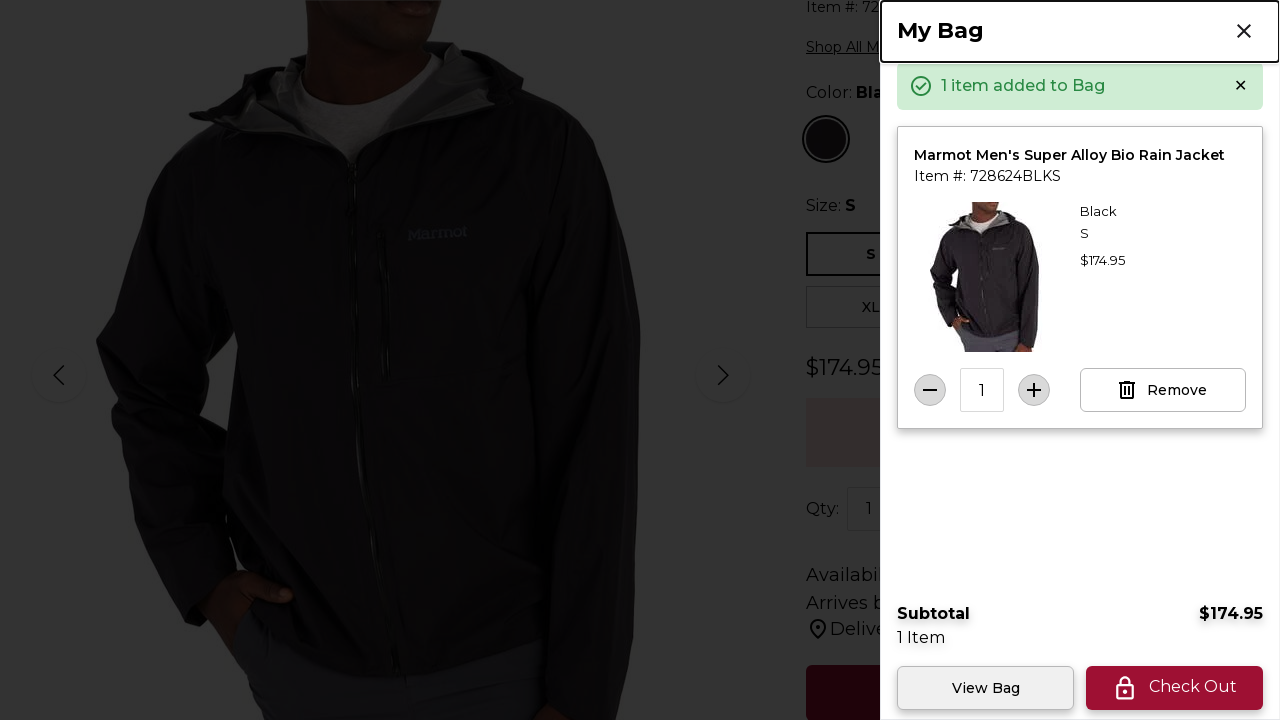 Item #: 72
Shop All M
Color: Bla
Size: S
S
XL
$174.95
Qty: 1
Availabi
Arrives b
Delive
Marmot
My Bag
1 item added to Bag
Marmot Men's Super Alloy Bio Rain Jacket
Item #: 728624BLKS
Black
S
$174.95
1
Remove
Subtotal $174.95
1 Item
View Bag
Check Out